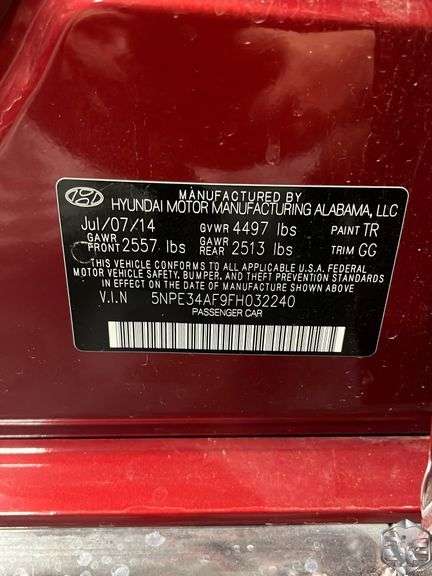 MANUFACTURED BY
HYUNDAI MOTOR MANUFACTURING ALABAMA, LLC
Jul/07/14 GVWR 4497 lbs PAINT TR
GAWR FRONT 2557 lbs GAWR REAR 2513 lbs TRIM GG
THIS VEHICLE CONFORMS TO ALL APPLICABLE U.S.A. FEDERAL
MOTOR VEHICLE SAFETY, BUMPER, AND THEFT PREVENTION STANDARDS
IN EFFECT ON THE DATE OF MANUFACTURE SHOWN ABOVE.
V.I.N 5NPE34AF9FH032240
PASSENGER CAR